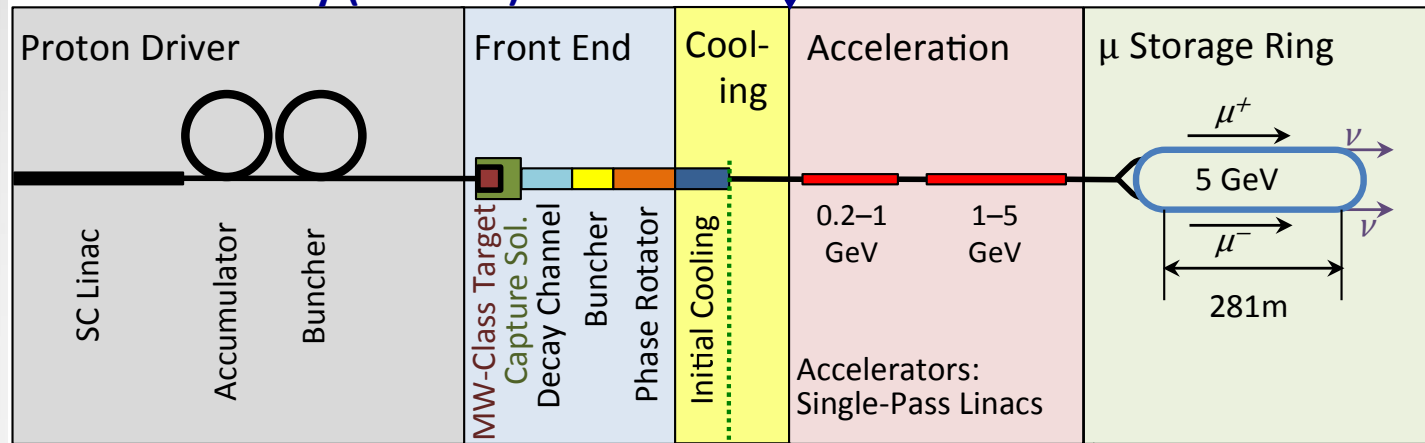 Proton Driver
Front End
Cool-
ing
Acceleration
μ Storage Ring
SC Linac
Accumulator
Buncher
MW-Class Target
Capture Sol.
Decay Channel
Buncher
Phase Rotator
Initial Cooling
0.2–1
GeV
1–5
GeV
Accelerators:
Single-Pass Linacs
μ+
ν
5 GeV
ν
μ−
281m